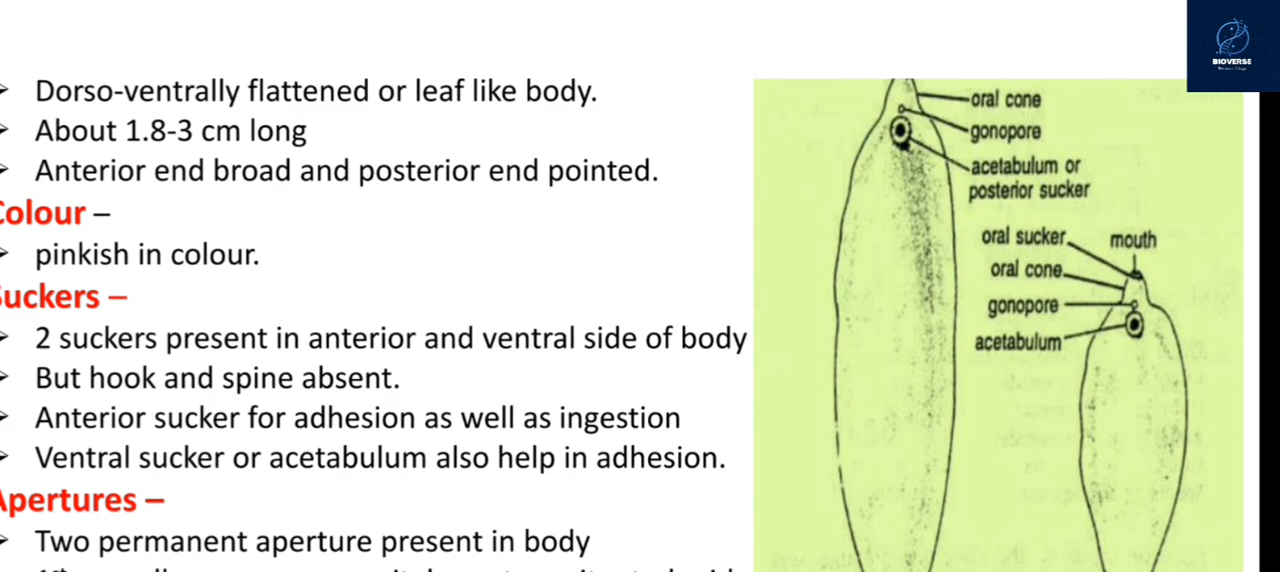 Dorso-ventrally flattened or leaf like body.
About 1.8-3 cm long
Anterior end broad and posterior end pointed.
Colour –
pinkish in colour.
Suckers –
2 suckers present in anterior and ventral side of body
But hook and spine absent.
Anterior sucker for adhesion as well as ingestion
Ventral sucker or acetabulum also help in adhesion.
Apertures –
Two permanent aperture present in body
BIOVERSE
oral cone
gonopore
acetabulum or
posterior sucker
oral sucker
mouth
oral cone
gonopore
acetabulum